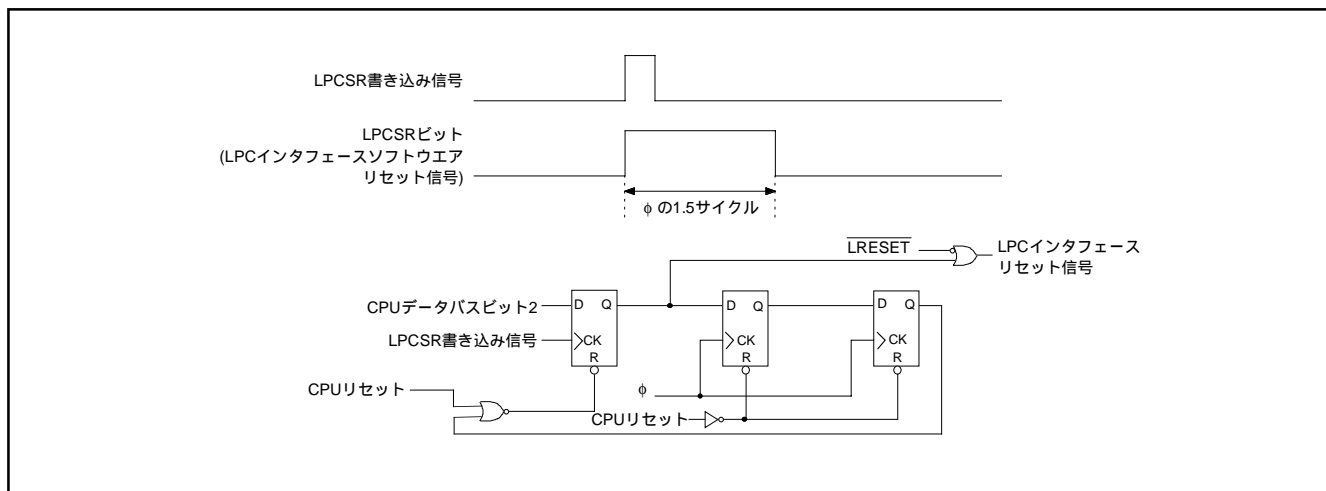 LPCSR書き込み信号
LPCSRビット
(LPCインタフェースソフトウエア
リセット信号)
φ の1.5サイクル
LRESET
LPCインタフェース
リセット信号
CPUデータバスビット2
D Q
D Q
D Q
LPCSR書き込み信号
CK
CK
CK
R
R
R
CPUリセット
φ
CPUリセット